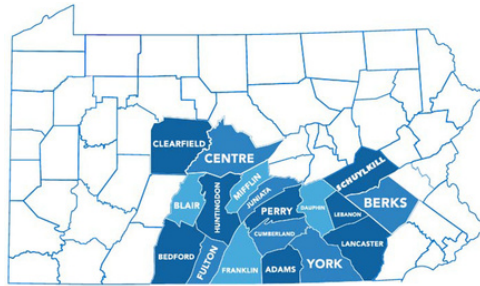 CLEARFIELD
CENTRE
MIFFLIN
JUNIATA
SCHUYLKILL
BLAIR
HUNTINGDON
PERRY
DAUPHIN
LEBANON
BERKS
CUMBERLAND
BEDFORD
FULTON
FRANKLIN
ADAMS
YORK
LANCASTER